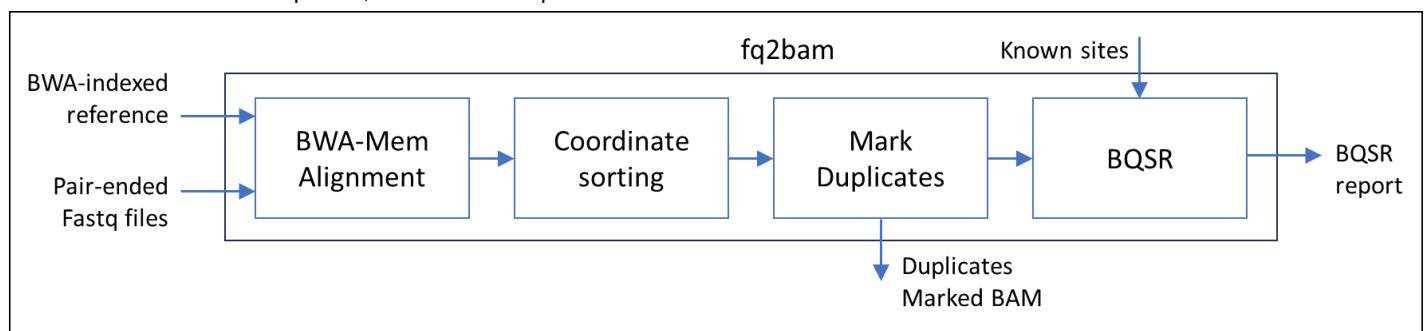 fq2bam
Known sites
BWA-indexed
reference
Pair-ended
Fastq files
BWA-Mem
Alignment
Coordinate
sorting
Mark
Duplicates
BQSR
BQSR
report
Duplicates
Marked BAM